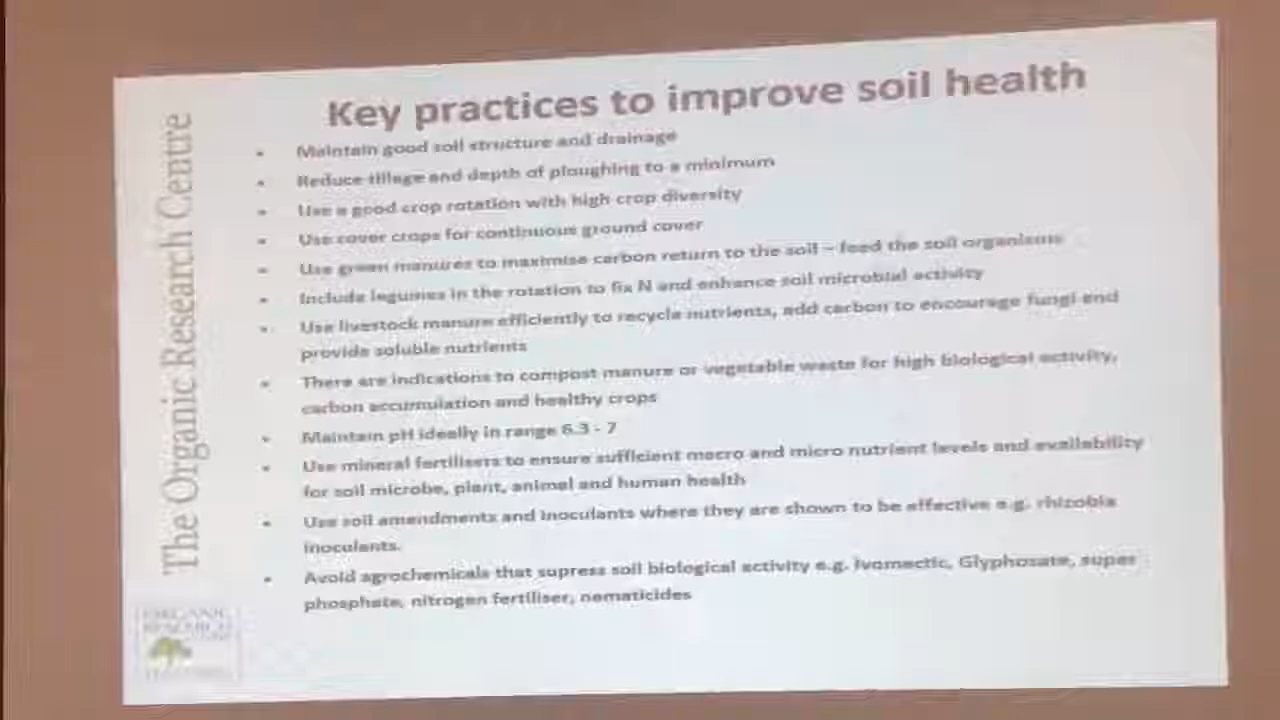 Key practices to improve soil health
• Maintain good soil structure and drainage
• Reduce tillage and depth of ploughing to a minimum
• Use a good crop rotation with high crop diversity
• Use cover crops for continuous ground cover
• Use green manures to maximise carbon return to the soil – feed the soil organisms
• Include legumes in the rotation to fix N and enhance soil microbial activity
• Use livestock manure efficiently to recycle nutrients, add carbon to encourage fungi and
provide soluble nutrients
• There are indications to compost manure or vegetable waste for high biological activity,
carbon accumulation and healthy crops
• Maintain pH ideally in range 6.3 - 7
• Use mineral fertilisers to ensure sufficient macro and micro nutrient levels and availability
for soil microbe, plant, animal and human health
• Use soil amendments and inoculants where they are shown to be effective e.g. rhizobia
inoculants.
• Avoid agrochemicals that supress soil biological activity e.g. Ivomectic, Glyphosate, super
phosphate, nitrogen fertiliser, nematicides
The Organic Research Centre
ORGANIC
RESEARCH